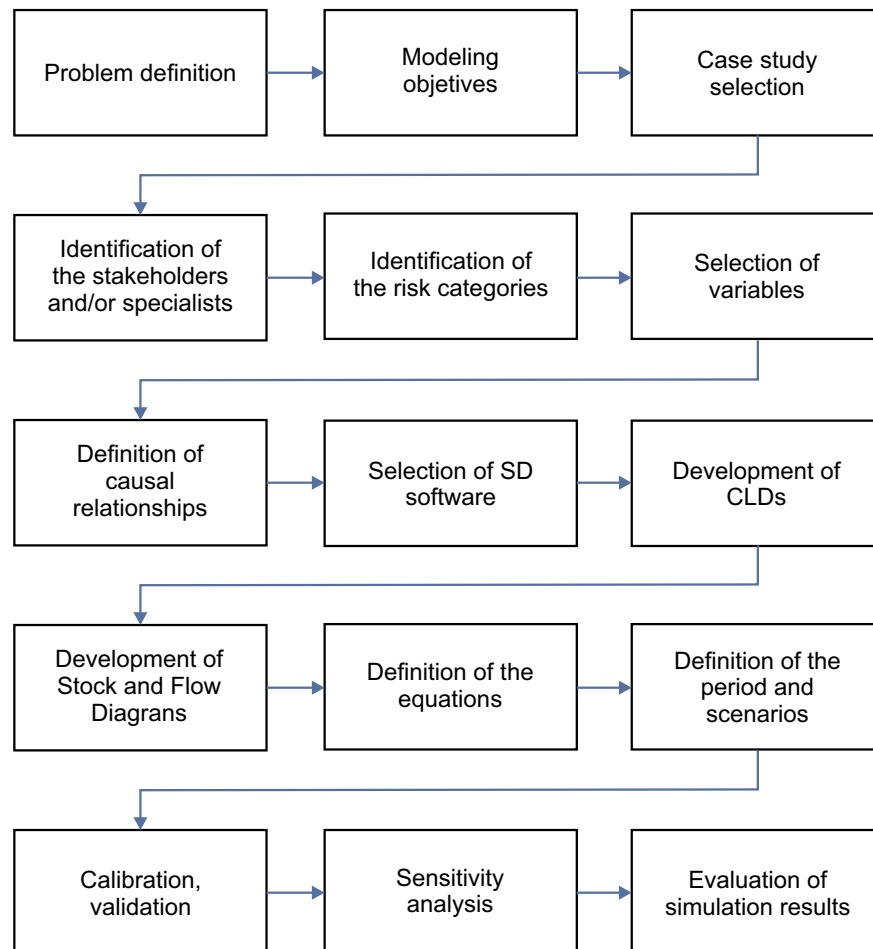 Problem definition
Modeling
objetives
Case study
selection
Identification of
the stakeholders
and/or specialists
Identification of
the risk categories
Selection of
variables
Definition of
causal
relationships
Selection of SD
software
Development of
CLDs
Development of
Stock and Flow
Diagrans
Definition of the
equations
Definition of the
period and
scenarios
Calibration,
validation
Sensitivity
analysis
Evaluation of
simulation results